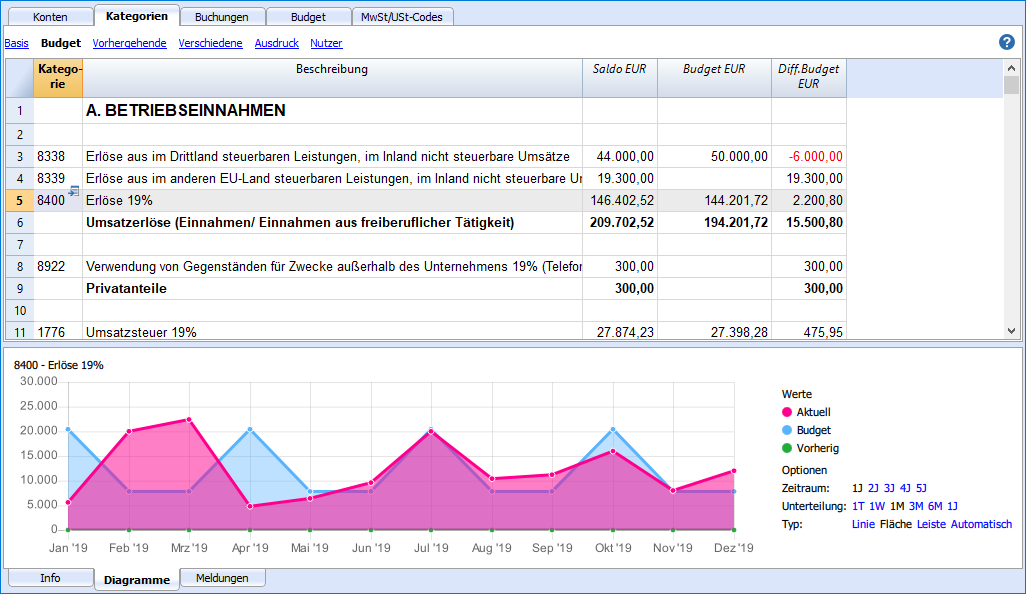 Konten Kategorien Buchungen Budget MwSt/USt-Codes
Basis Budget Vorhergehende Verschiedene Ausdruck Nutzer ?
Katego- Beschreibung Saldo EUR Budget EUR Diff.Budget
rie EUR
1 A. BETRIEBSEINNAHMEN
2
3 8338 Erlöse aus im Drittland steuerbaren Leistungen, im Inland nicht steuerbare Umsätze 44.000,00 50.000,00 -6.000,00
4 8339 Erlöse aus im anderen EU-Land steuerbaren Leistungen, im Inland nicht steuerbare 19.300,00 19.300,00
5 8400 Erlöse 19% 146.402,52 144.201,72 2.200,80
6 Umsatzerlöse (Einnahmen/ Einnahmen aus freiberuflicher Tätigkeit) 209.702,52 194.201,72 15.500,80
7
8 8922 Verwendung von Gegenständen für Zwecke außerhalb des Unternehmens 19% (Telefor 300,00 300,00
9 Privatanteile 300,00 300,00
10
11 1776 Umsatzsteuer 19% 27.874,23 27.398,28 475,95
8400 - Erlöse 19%
30.000
25.000
20.000
15.000
10.000
5.000
0
Jan '19 Feb '19 Mrz '19 Apr '19 Mai '19 Jun '19 Jul '19 Aug '19 Sep '19 Okt '19 Nov '19 Dez '19
Werte
Aktuell
Budget
Vorherig
Optionen
Zeitraum: 1J 2J 3J 4J 5J
Unterteilung: 1T 1W 1M 3M 6M 1J
Typ: Linie Fläche Leiste Automatisch
Info Diagramme Meldungen